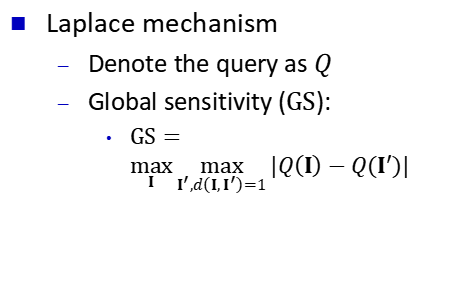 ■ Laplace mechanism
– Denote the query as Q
– Global sensitivity (GS):
• GS =
max max |Q(I) − Q(I′)|
I I′,d(I,I′)=1